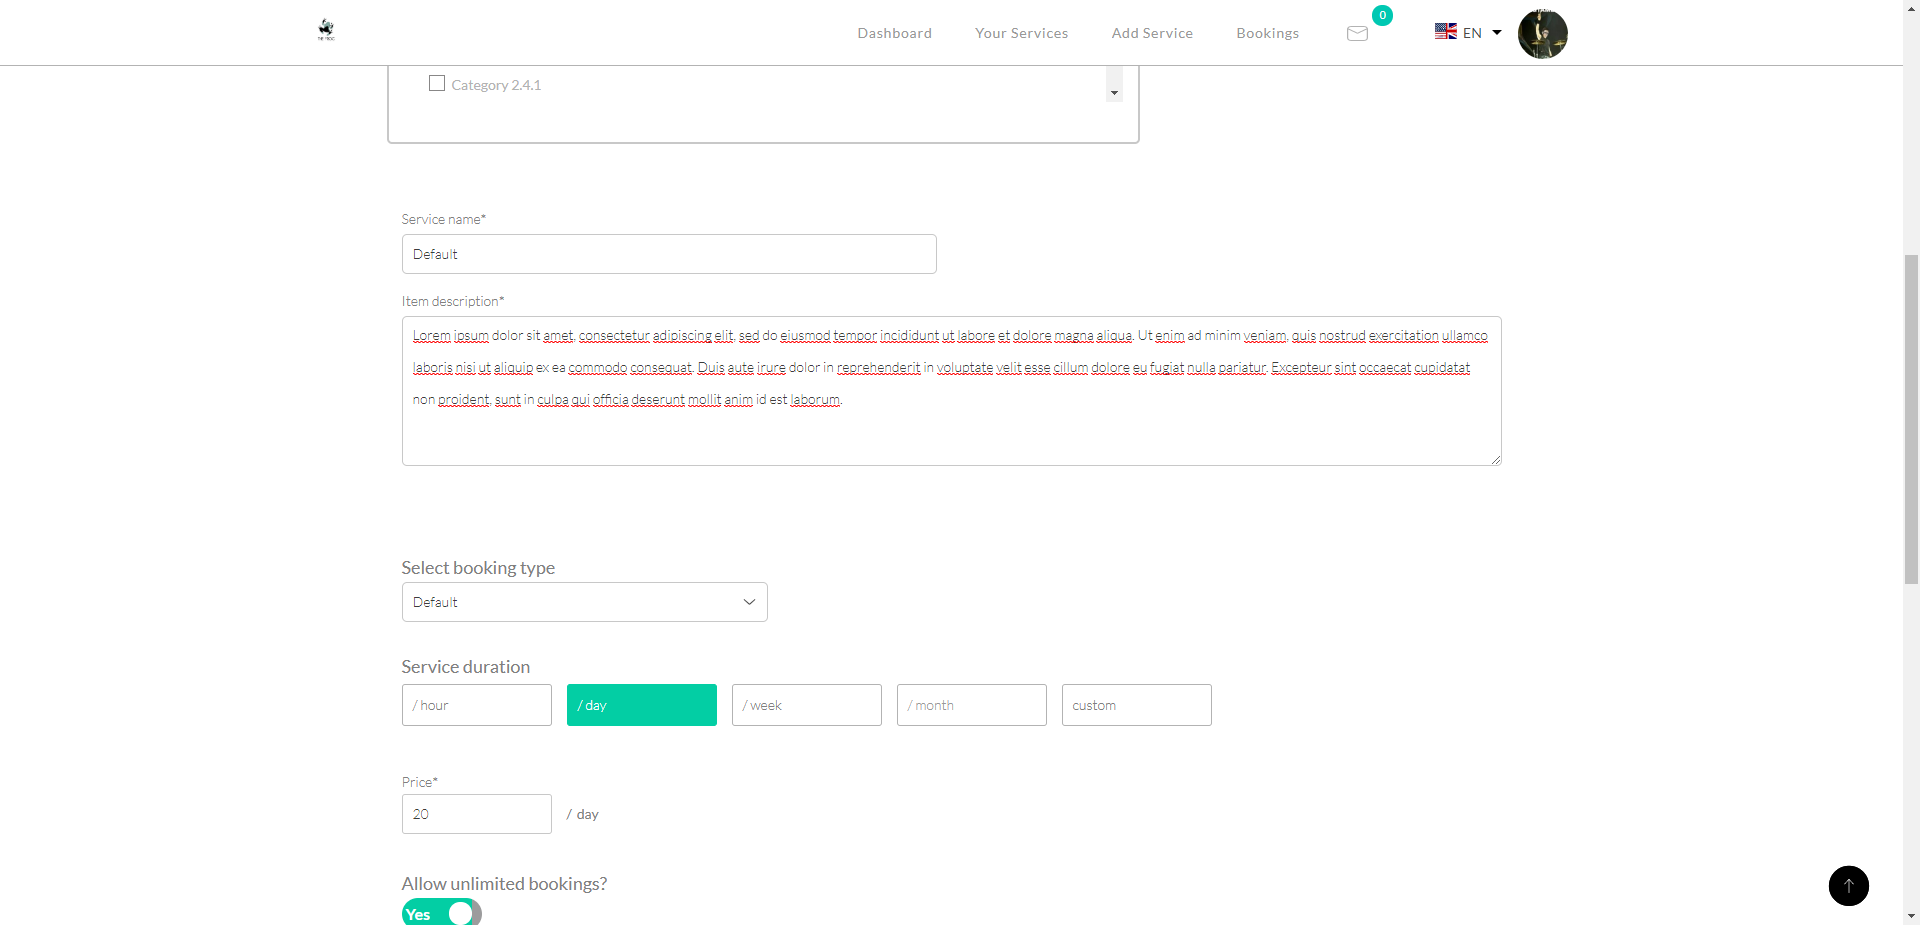 Dashboard
Your Services
Add Service
Bookings
0
EN
Category 2.4.1
Service name*
Default
Item description*
Lorem ipsum dolor sit amet, consectetur adipiscing elit, sed do eiusmod tempor incididunt ut labore et dolore magna aliqua. Ut enim ad minim veniam, quis nostrud exercitation ullamco
laboris nisi ut aliquip ex ea commodo consequat. Duis aute irure dolor in reprehenderit in voluptate velit esse cillum dolore eu fugiat nulla pariatur. Excepteur sint occaecat cupidatat
non proident, sunt in culpa qui officia deserunt mollit anim id est laborum.
Select booking type
Default
Service duration
/ hour
/ day
/ week
/ month
custom
Price*
20
/ day
Allow unlimited bookings?
Yes